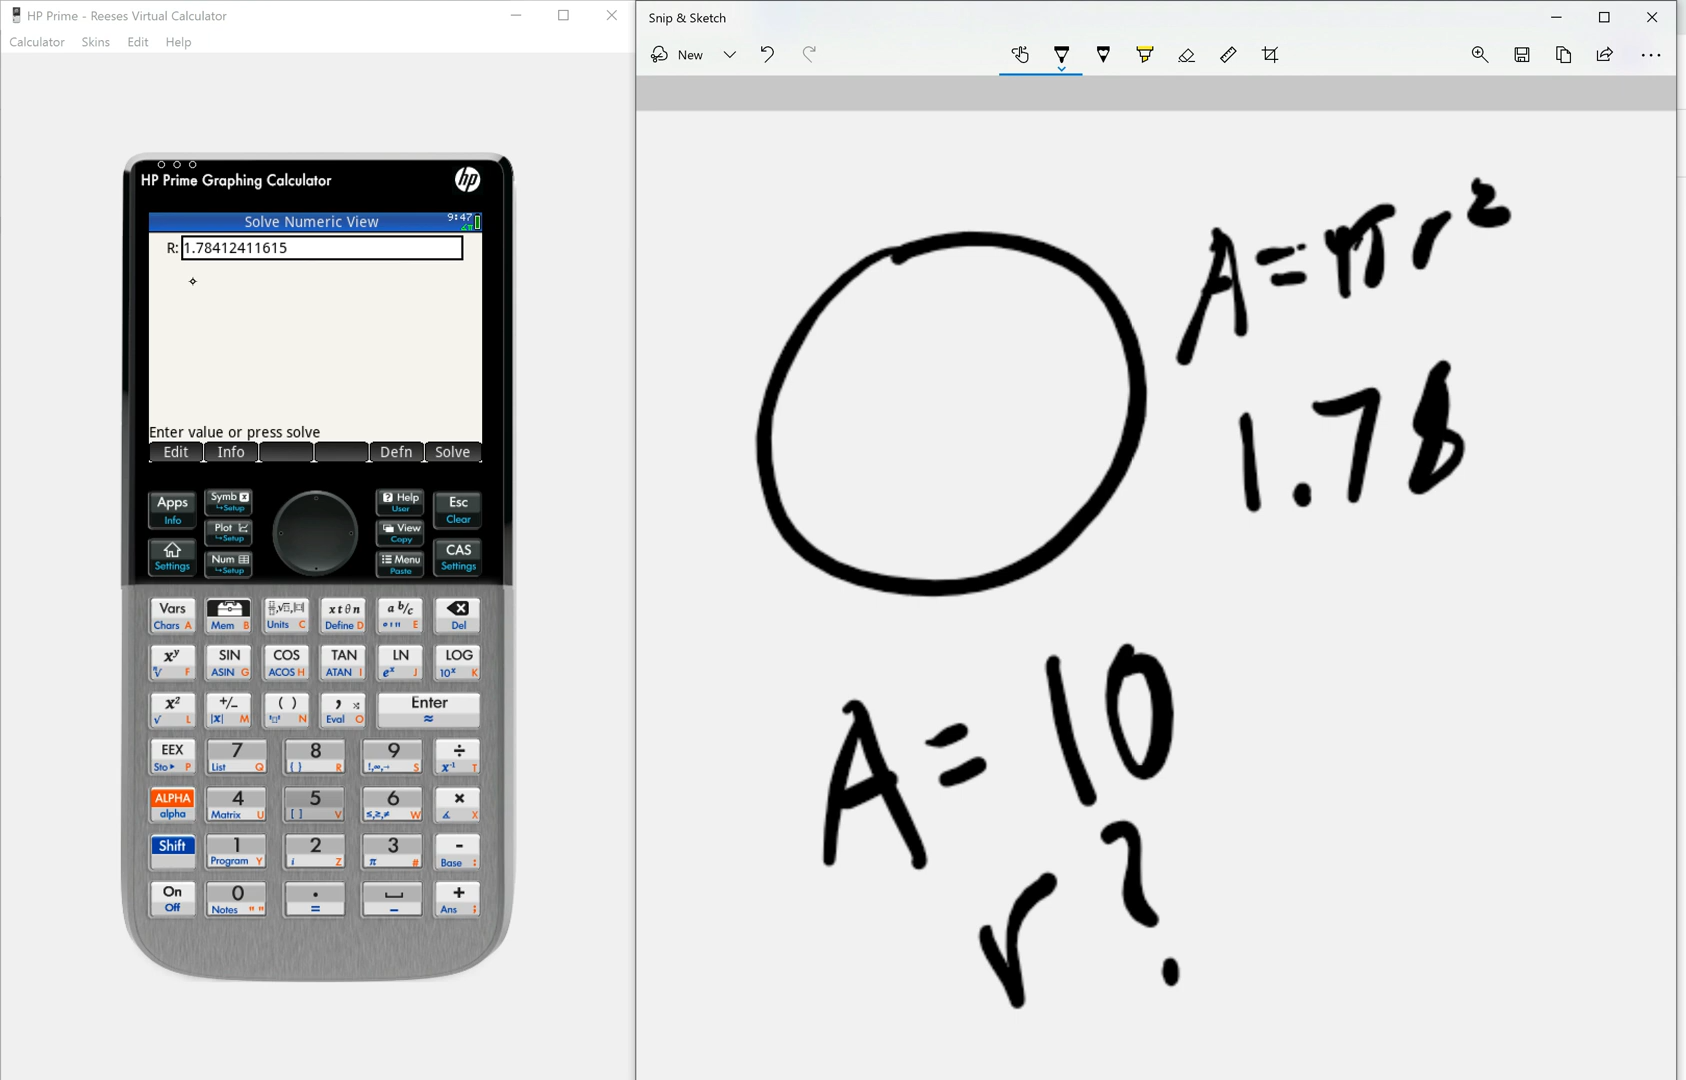 HP Prime - Reeses Virtual Calculator
Calculator Skins Edit Help
HP Prime Graphing Calculator hp
Solve Numeric View 9:47
R: 1.78412411615
Enter value or press solve
Edit Info Defn Solve
Apps Info Symb Setup Help User Esc Clear
Plot Setup View Copy
Settings Num Setup Menu Paste CAS Settings
Vars Chars A Mem B Units C x t θ n Define D a b/c E Del
x^y F SIN ASIN G COS ACOS H TAN ATAN I LN e^x J LOG 10^x K
x² √ L +/- |x| M ( ) N , Eval O Enter ≈
EEX Sto ▸ P 7 List Q 8 { } R 9 !,∞,→ S ÷ x⁻¹ T
ALPHA alpha 4 Matrix U 5 [ ] V 6 ≤,≥,≠ W × ∡ X
Shift 1 Program Y 2 i Z 3 π # - Base :
On Off 0 Notes " " . = _ + Ans ;
Snip & Sketch
New
A = πr²
1.78
A = 10
r ?